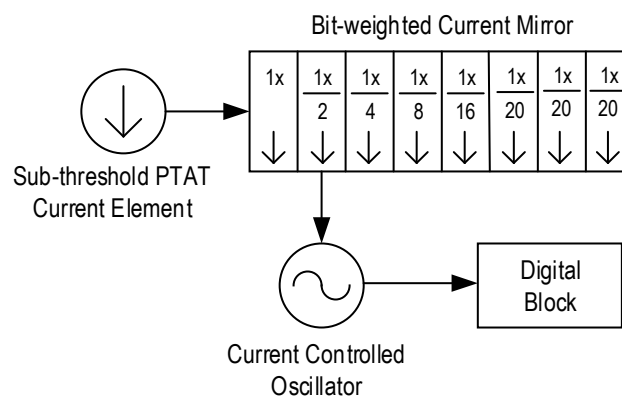 Bit-weighted Current Mirror
1x 1x 1x 1x 1x 1x 1x 1x
2 4 8 16 20 20 20
Sub-threshold PTAT
Current Element
Digital
Block
Current Controlled
Oscillator